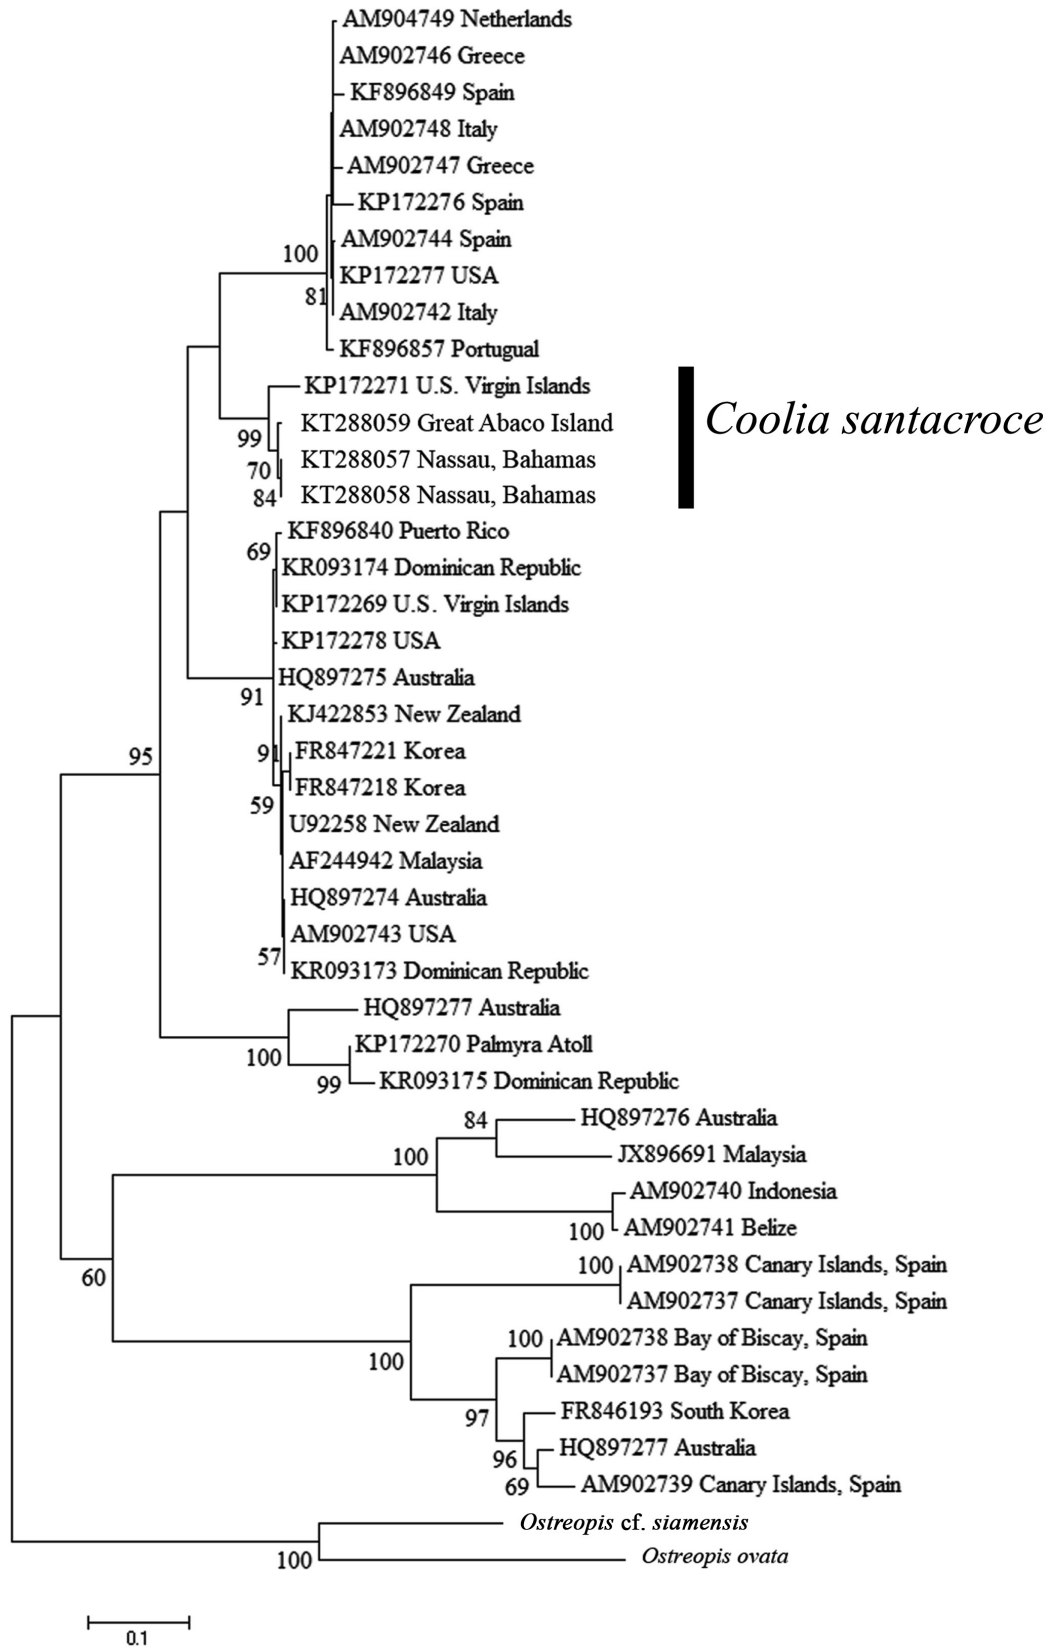 AM904749 Netherlands
AM902746 Greece
KF896849 Spain
AM902748 Italy
AM902747 Greece
KP172276 Spain
AM902744 Spain
100
KP172277 USA
81
AM902742 Italy
KF896857 Portugual
KP172271 U.S. Virgin Islands
KT288059 Great Abaco Island
Coolia santacroce
99
KT288057 Nassau, Bahamas
70
KT288058 Nassau, Bahamas
84
KF896840 Puerto Rico
69
KR093174 Dominican Republic
KP172269 U.S. Virgin Islands
KP172278 USA
HQ897275 Australia
91
KJ422853 New Zealand
FR847221 Korea
91
95
FR847218 Korea
59
U92258 New Zealand
AF244942 Malaysia
HQ897274 Australia
AM902743 USA
57
KR093173 Dominican Republic
HQ897277 Australia
KP172270 Palmyra Atoll
100
KR093175 Dominican Republic
99
HQ897276 Australia
84
JX896691 Malaysia
100
AM902740 Indonesia
AM902741 Belize
100
AM902738 Canary Islands, Spain
100
60
AM902737 Canary Islands, Spain
AM902738 Bay of Biscay, Spain
100
100
AM902737 Bay of Biscay, Spain
FR846193 South Korea
97
HQ897277 Australia
96
AM902739 Canary Islands, Spain
69
Ostreopis cf. siamensis
Ostreopis ovata
100
0.1